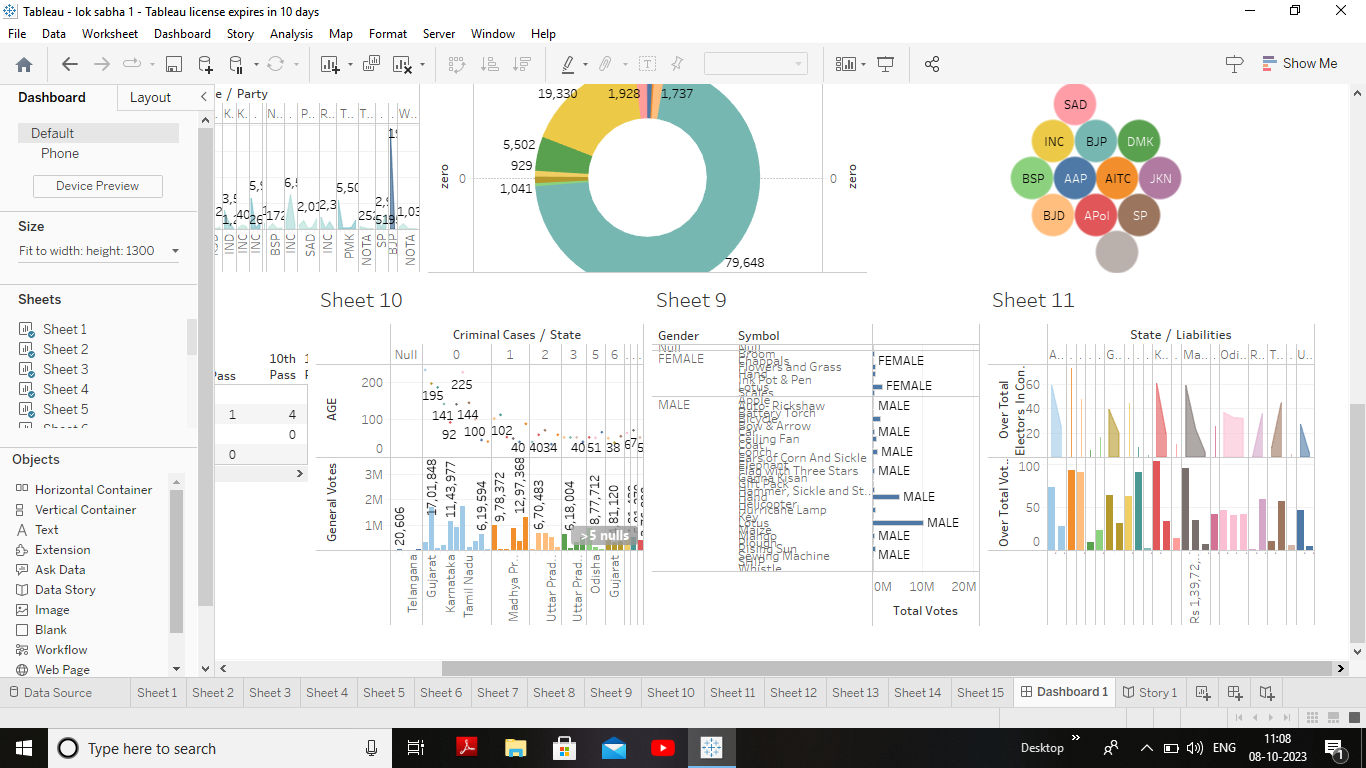 Tableau - lok sabha 1 - Tableau license expires in 10 days
File Data Worksheet Dashboard Story Analysis Map Format Server Window Help
Show Me
Dashboard Layout
Default
Phone
Device Preview
Size
Fit to width: height: 1300
Sheets
Sheet 1
Sheet 2
Sheet 3
Sheet 4
Sheet 5
Objects
Horizontal Container
Vertical Container
Text
Extension
Ask Data
Data Story
Image
Blank
Workflow
Web Page
e / Party
K. K.. I.. N.. P.. R.. T.. T.. W..
IND INC INC BSP INC SAD INC PMK NOTA SP BJP NOTA
19,330 1,928 1,737
5,502
929
1,041
79,648
zero 0 0 zero
SAD
INC BJP DMK
BSP AAP AITC JKN
BJD APol SP
10th
Pass Pass
1 4
0
0
Sheet 10
Criminal Cases / State
Null 0 1 2 3 5 6
AGE
200
100
0
225
195
141 144
92 100 102
40 4034 40 51 38
General Votes
3M
2M
1M
20,606 17,01,848 11,43,977 6,19,594 9,78,372 12,97,368 6,70,483 6,18,004 8,77,712 81,120
>5 nulls
Telangana Gujarat Karnataka Tamil Nadu Madhya Pr.. Uttar Prad.. Uttar Prad.. Odisha Gujarat
Sheet 9
Gender Symbol
Null Null
FEMALE
Broom
Chappals
Flowers and Grass
Hand
Ink Pot & Pen
Lotus
Scales
FEMALE
FEMALE
MALE
Apple
Auto- Rickshaw
Battery Torch
Bicycle
Bow & Arrow
Car
Ceiling Fan
Coat
Conch
Ears of Corn And Sickle
Elephant
Flag with Three Stars
Ganna Kisan
Gift Pack
Hammer, Sickle and St..
Hand
Helicopter
Hurricane Lamp
Key
Lotus
Maize
Mango
Rising Sun
Sewing Machine
Whistle
MALE
MALE
MALE
MALE
MALE
MALE
MALE
MALE
0M 10M 20M
Total Votes
Sheet 11
State / Liabilities
A.. G.. K.. Ma.. Odi.. R.. T.. U..
Over Total Electors In Con..
60
40
20
Over Total Vot..
100
50
0
Rs 1,39,72,..
Data Source Sheet 1 Sheet 2 Sheet 3 Sheet 4 Sheet 5 Sheet 6 Sheet 7 Sheet 8 Sheet 9 Sheet 10 Sheet 11 Sheet 12 Sheet 13 Sheet 14 Sheet 15 Dashboard 1 Story 1
Type here to search
Desktop
ENG
11:08
08-10-2023
1